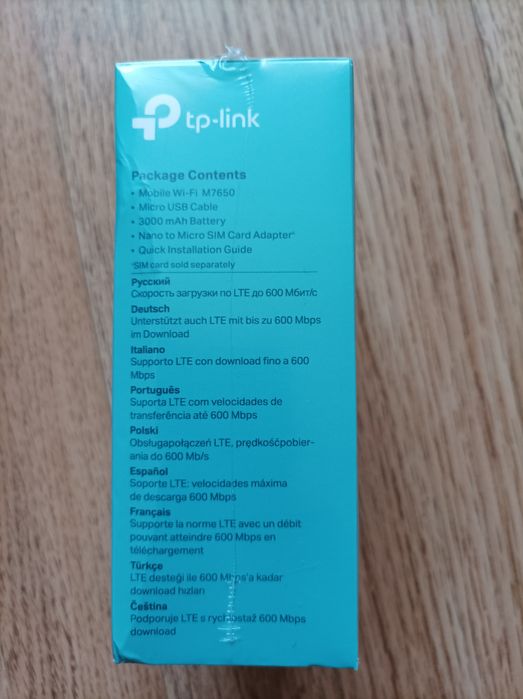 tp-link
Package Contents
• Mobile Wi-Fi M7650
• Micro USB Cable
• 3000 mAh Battery
• Nano to Micro SIM Card Adapter*
• Quick Installation Guide
*SIM card sold separately
Русский
Скорость загрузки по LTE до 600 Мбит/с
Deutsch
Unterstützt auch LTE mit bis zu 600 Mbps
im Download
Italiano
Supporto LTE con download fino a 600
Mbps
Português
Suporta LTE com velocidades de
transferência até 600 Mbps
Polski
Obsługapołączeń LTE, prędkośćpobier-
ania do 600 Mb/s
Español
Soporte LTE: velocidades máxima
de descarga 600 Mbps
Français
Supporte la norme LTE avec un débit
pouvant atteindre 600 Mbps en
téléchargement
Türkçe
LTE desteği ile 600 Mbps'a kadar
download hızları
Čeština
Podporuje LTE s rychlostaž 600 Mbps
download